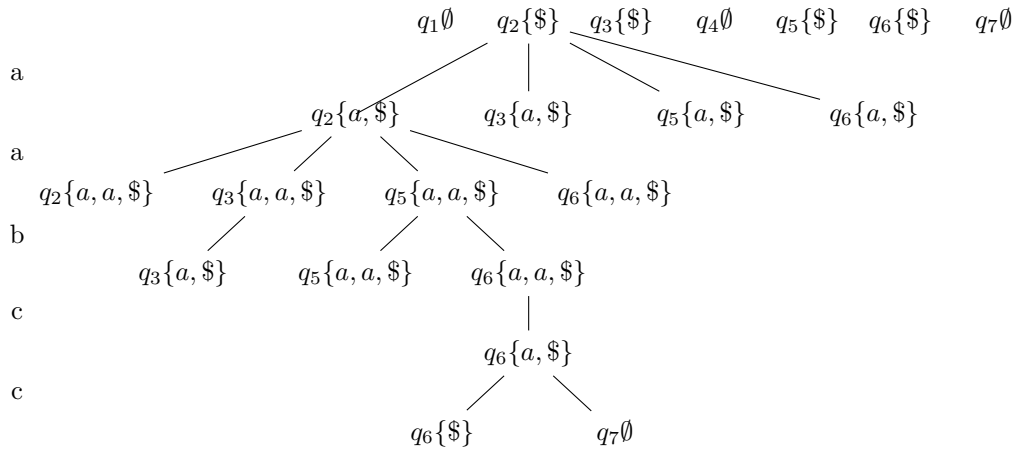 q₁∅ q₂{$} q₃{$} q₄∅ q₅{$} q₆{$} q₇∅
a
q₂{a, $} q₃{a, $} q₅{a, $} q₆{a, $}
a
q₂{a, a, $} q₃{a, a, $} q₅{a, a, $} q₆{a, a, $}
b
q₃{a, $} q₅{a, a, $} q₆{a, a, $}
c
q₆{a, $}
c
q₆{$} q₇∅